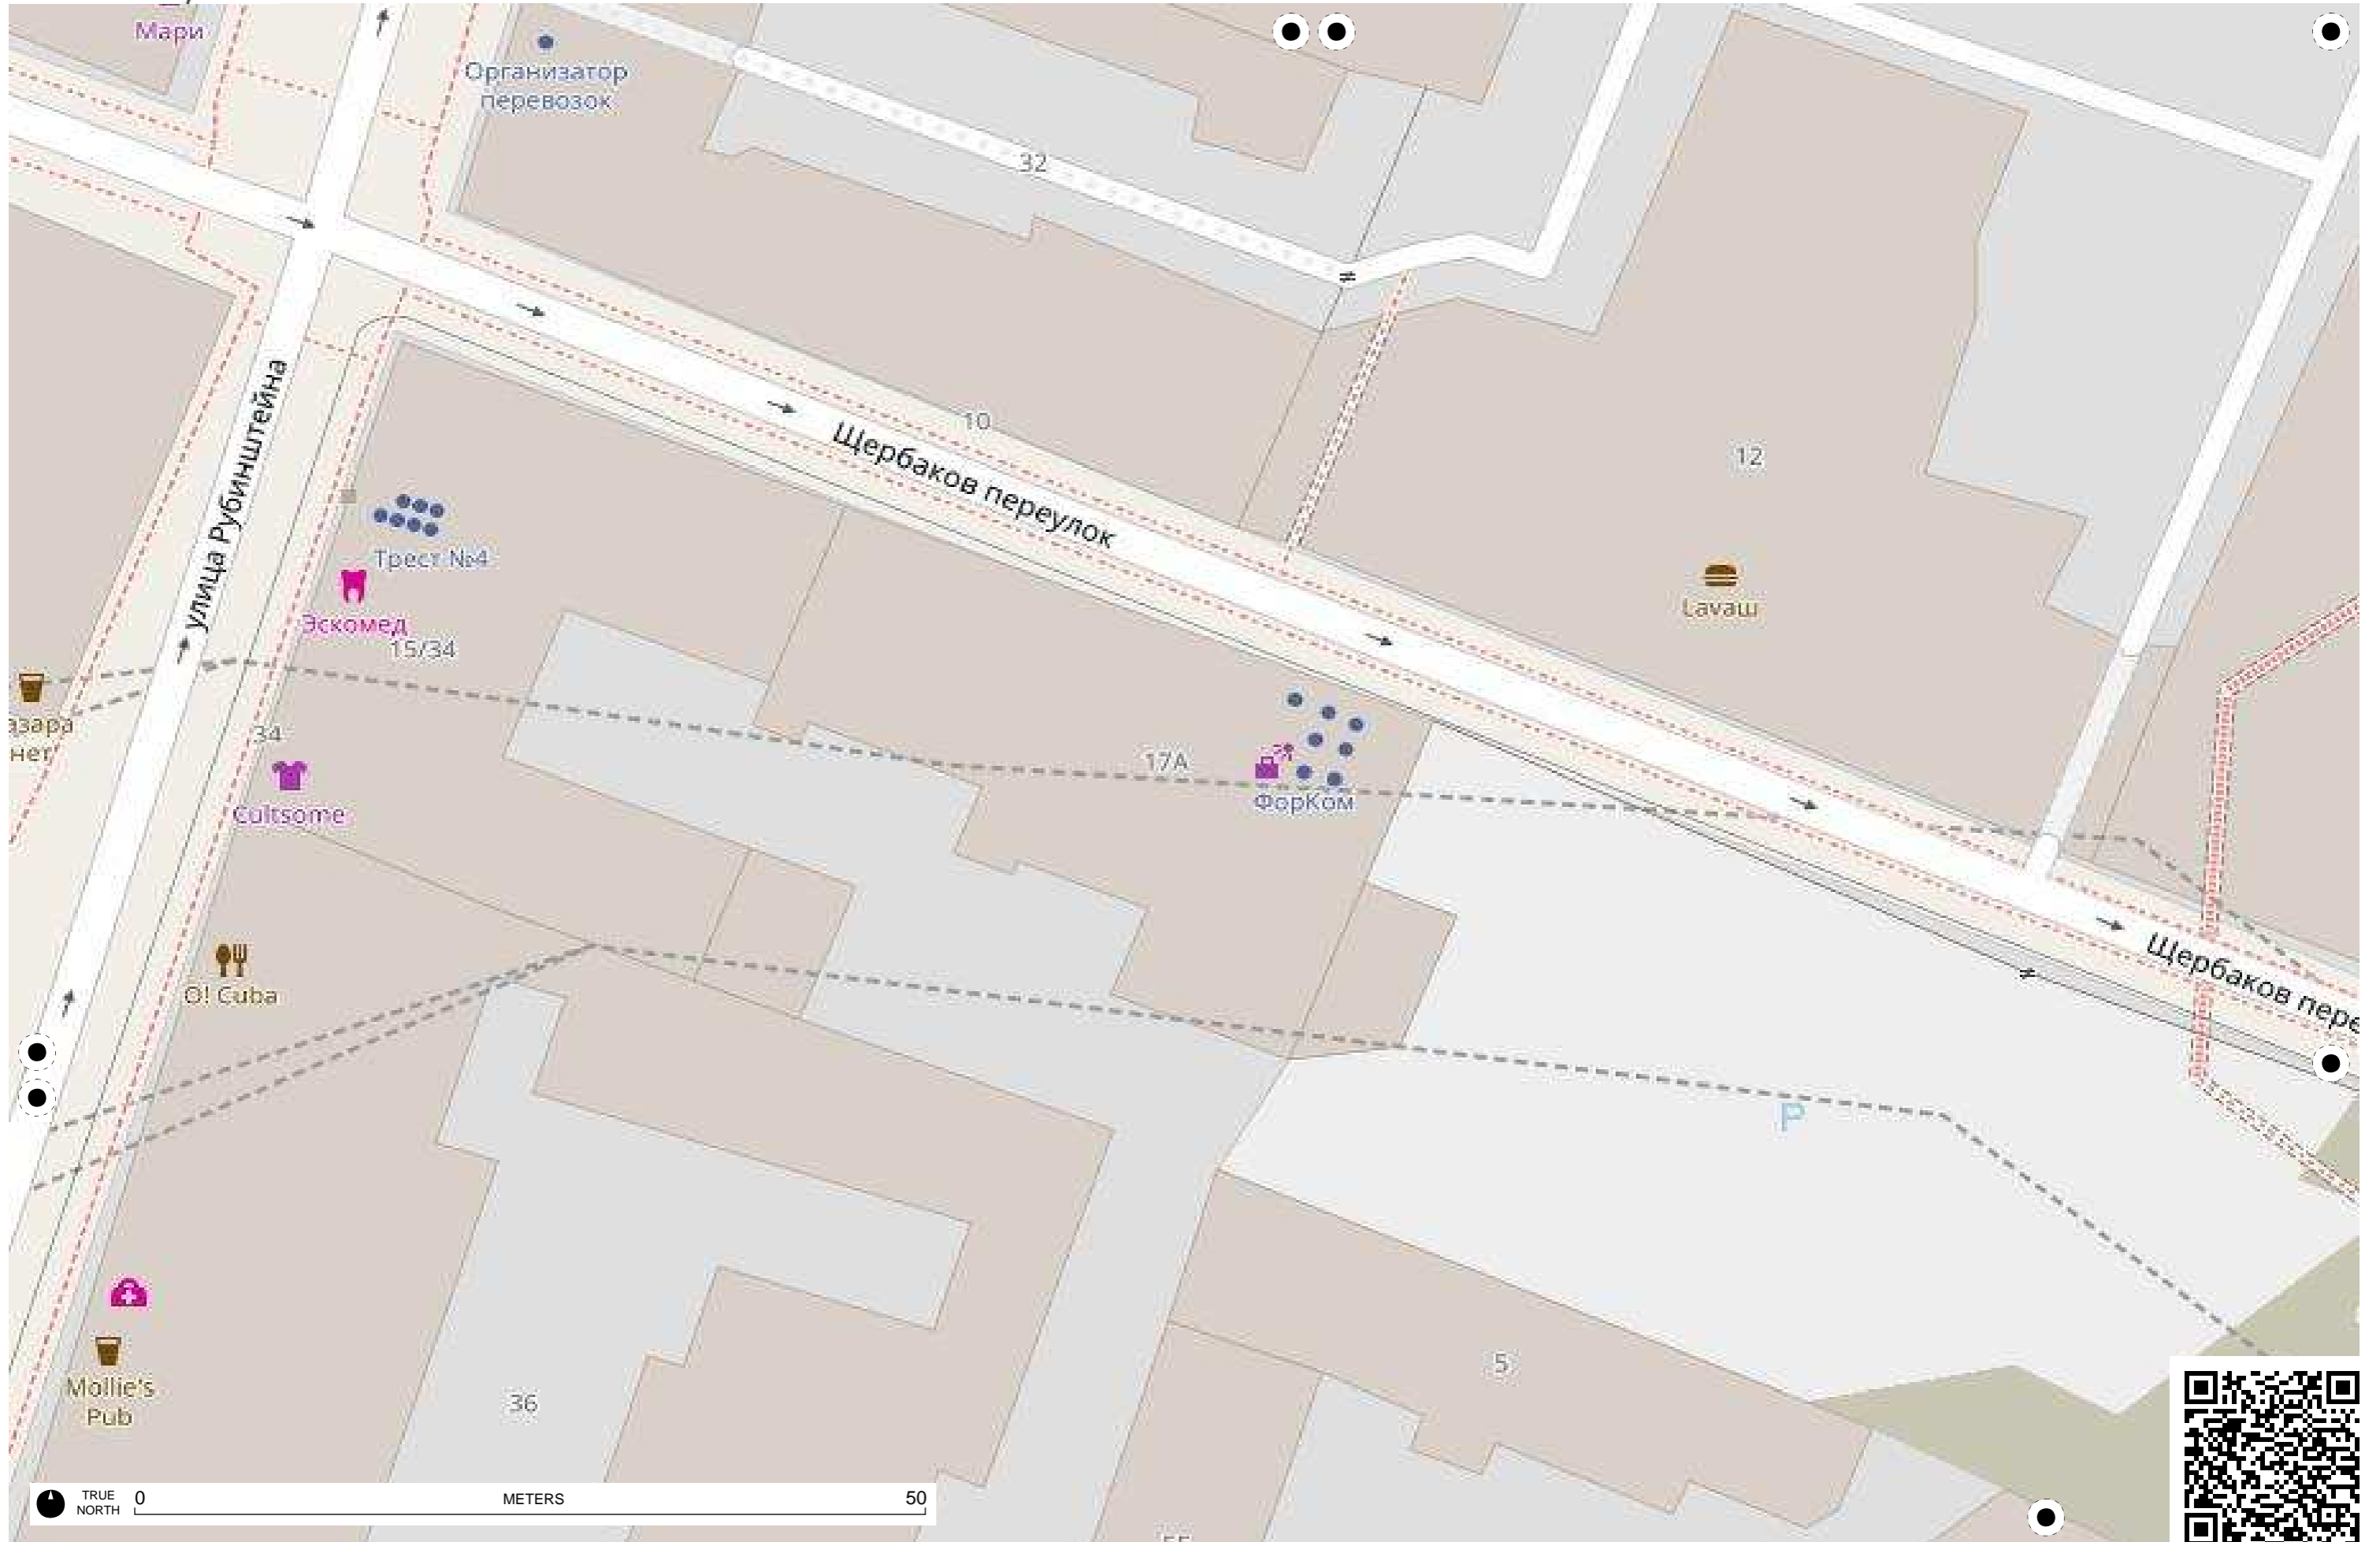 Мари
Организатор
перевозок
32
10
Щербаков переулок
12
улица Рубинштейна
Трест №4
Lavaш
Эскомед
15/34
34
17А
нет
Cultsome
ФорКом
Щербаков пере
O! Cuba
P
5
Mollie's
Pub
36
TRUE
NORTH
0
METERS
50